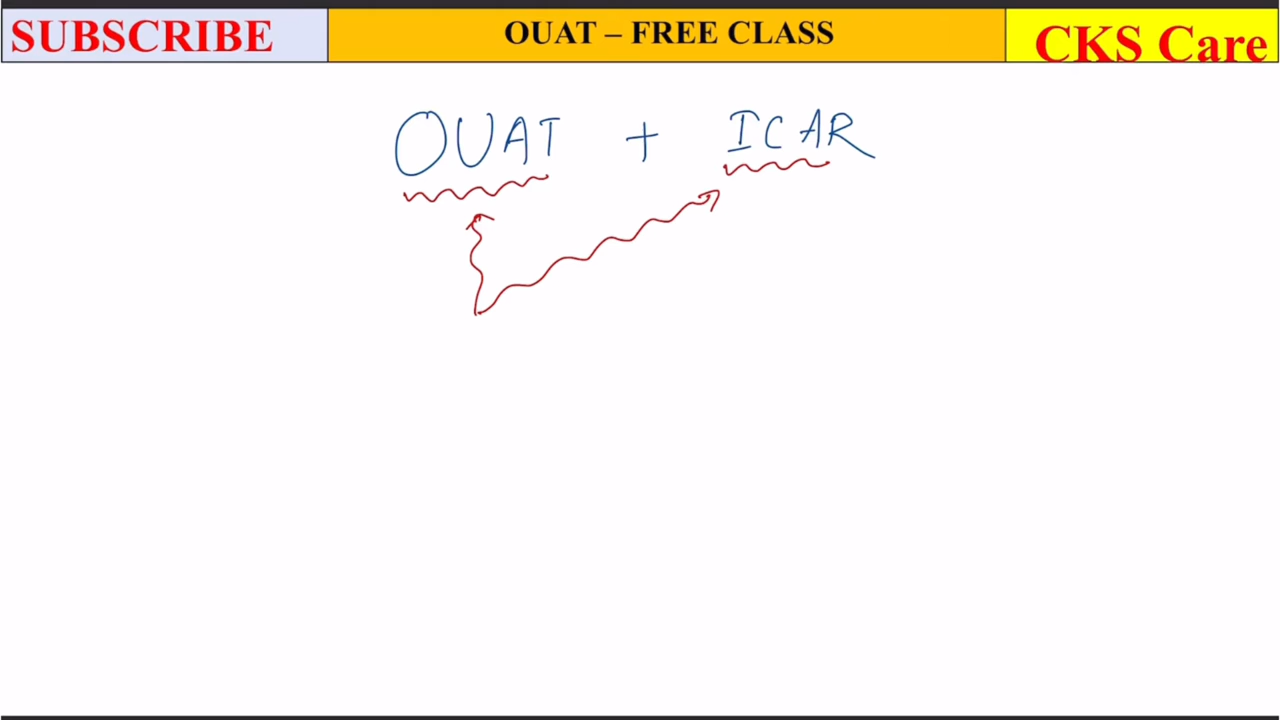 SUBSCRIBE
OUAT – FREE CLASS
CKS Care
OUAT + ICAR